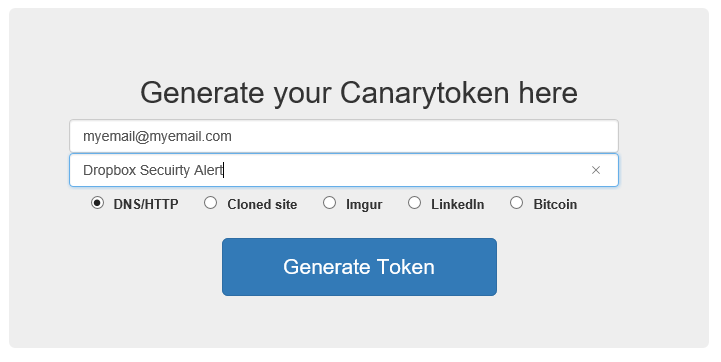 Generate your Canarytoken here
myemail@myemail.com
Dropbox Secuirty Alert
DNS/HTTP Cloned site Imgur LinkedIn Bitcoin
Generate Token